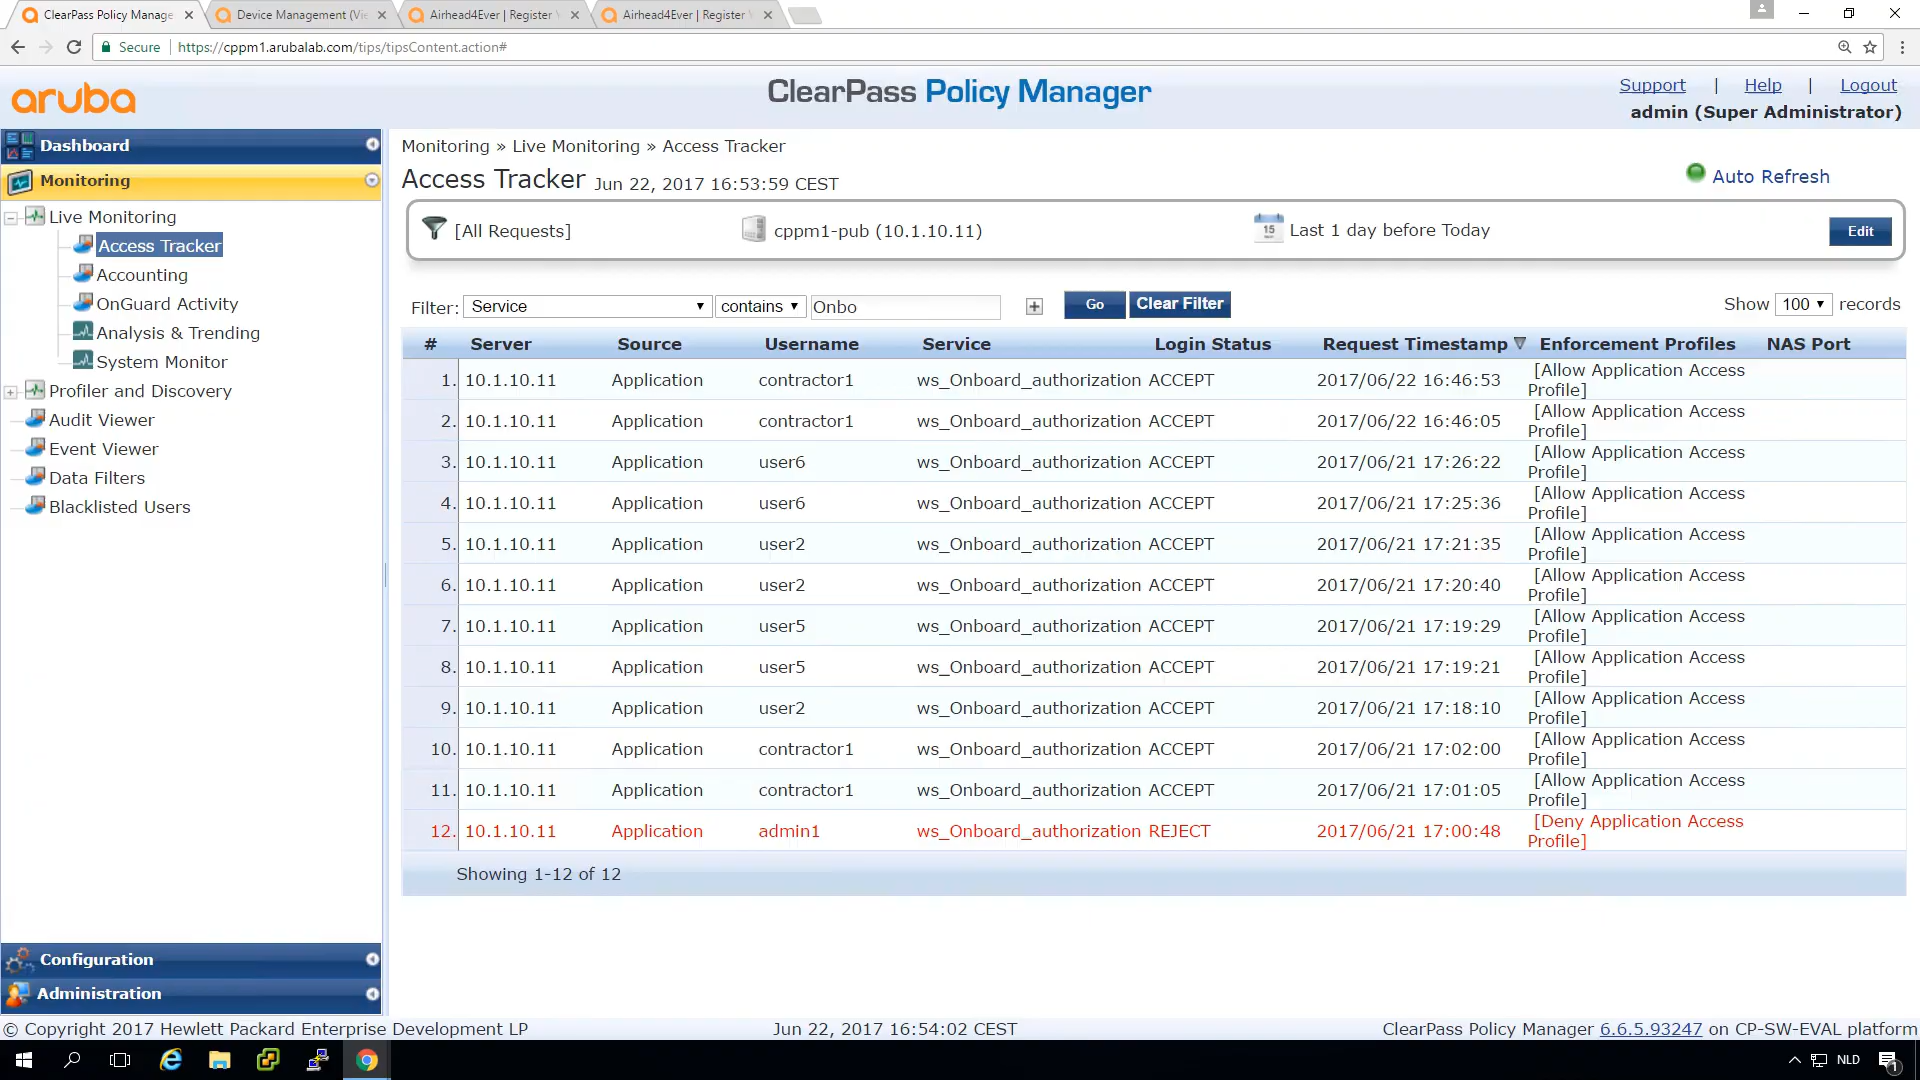 ClearPass Policy Manage
Device Management (Vie
Airhead4Ever | Register
Airhead4Ever | Register
Secure | https://cppm1.arubalab.com/tips/tipsContent.action#
aruba
ClearPass Policy Manager
Support | Help | Logout
admin (Super Administrator)
Dashboard
Monitoring
Live Monitoring
Access Tracker
Accounting
OnGuard Activity
Analysis & Trending
System Monitor
Profiler and Discovery
Audit Viewer
Event Viewer
Data Filters
Blacklisted Users
Configuration
Administration
Monitoring » Live Monitoring » Access Tracker
Access Tracker Jun 22, 2017 16:53:59 CEST
Auto Refresh
[All Requests] cppm1-pub (10.1.10.11) 15 Last 1 day before Today Edit
Filter: Service contains Onbo + Go Clear Filter Show 100 records
# Server Source Username Service Login Status Request Timestamp Enforcement Profiles NAS Port
1. 10.1.10.11 Application contractor1 ws_Onboard_authorization ACCEPT 2017/06/22 16:46:53 [Allow Application Access
Profile]
2. 10.1.10.11 Application contractor1 ws_Onboard_authorization ACCEPT 2017/06/22 16:46:05 [Allow Application Access
Profile]
3. 10.1.10.11 Application user6 ws_Onboard_authorization ACCEPT 2017/06/21 17:26:22 [Allow Application Access
Profile]
4. 10.1.10.11 Application user6 ws_Onboard_authorization ACCEPT 2017/06/21 17:25:36 [Allow Application Access
Profile]
5. 10.1.10.11 Application user2 ws_Onboard_authorization ACCEPT 2017/06/21 17:21:35 [Allow Application Access
Profile]
6. 10.1.10.11 Application user2 ws_Onboard_authorization ACCEPT 2017/06/21 17:20:40 [Allow Application Access
Profile]
7. 10.1.10.11 Application user5 ws_Onboard_authorization ACCEPT 2017/06/21 17:19:29 [Allow Application Access
Profile]
8. 10.1.10.11 Application user5 ws_Onboard_authorization ACCEPT 2017/06/21 17:19:21 [Allow Application Access
Profile]
9. 10.1.10.11 Application user2 ws_Onboard_authorization ACCEPT 2017/06/21 17:18:10 [Allow Application Access
Profile]
10. 10.1.10.11 Application contractor1 ws_Onboard_authorization ACCEPT 2017/06/21 17:02:00 [Allow Application Access
Profile]
11. 10.1.10.11 Application contractor1 ws_Onboard_authorization ACCEPT 2017/06/21 17:01:05 [Allow Application Access
Profile]
12. 10.1.10.11 Application admin1 ws_Onboard_authorization REJECT 2017/06/21 17:00:48 [Deny Application Access
Profile]
Showing 1-12 of 12
© Copyright 2017 Hewlett Packard Enterprise Development LP Jun 22, 2017 16:54:02 CEST ClearPass Policy Manager 6.6.5.93247 on CP-SW-EVAL platform
NLD 1